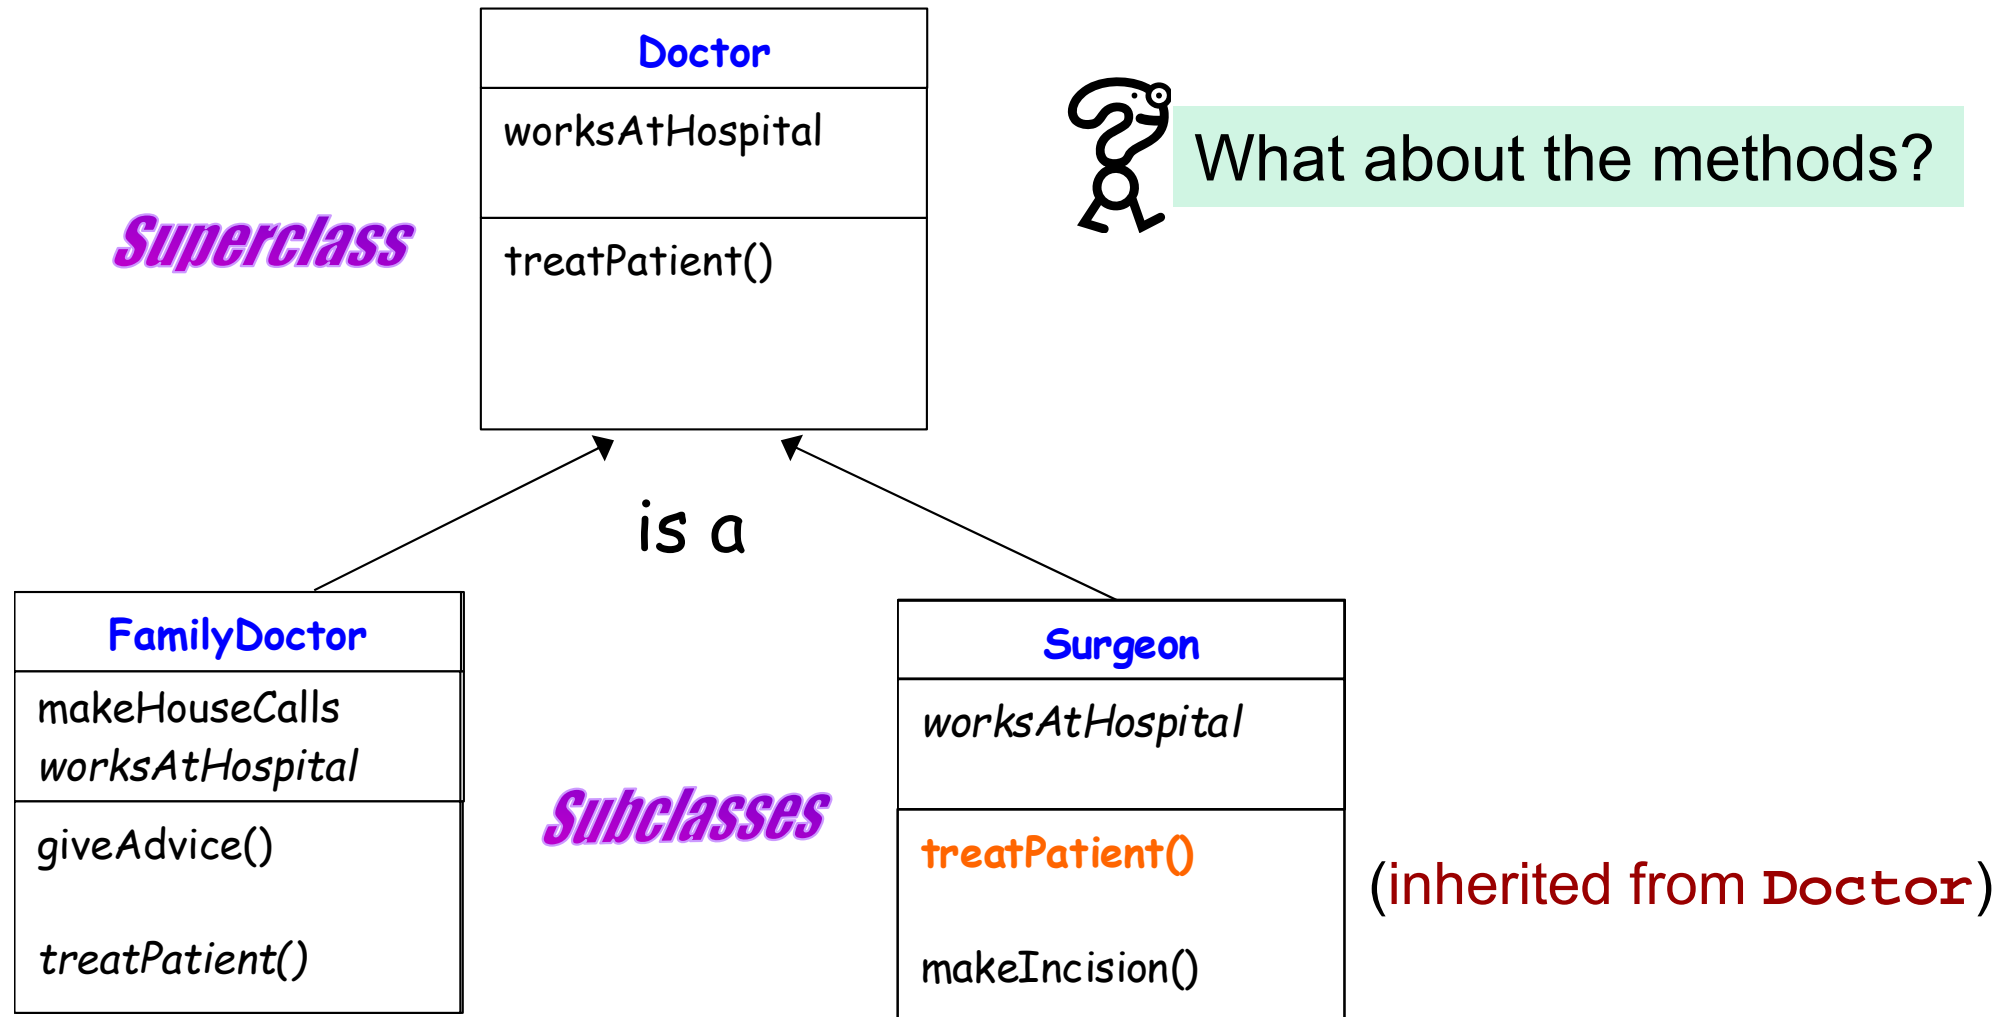 Doctor
worksAtHospital
treatPatient()
What about the methods?
Superclass
is a
FamilyDoctor
makeHouseCalls
worksAtHospital
giveAdvice()
treatPatient()
Subclasses
Surgeon
worksAtHospital
treatPatient()
makeIncision()
(inherited from Doctor)